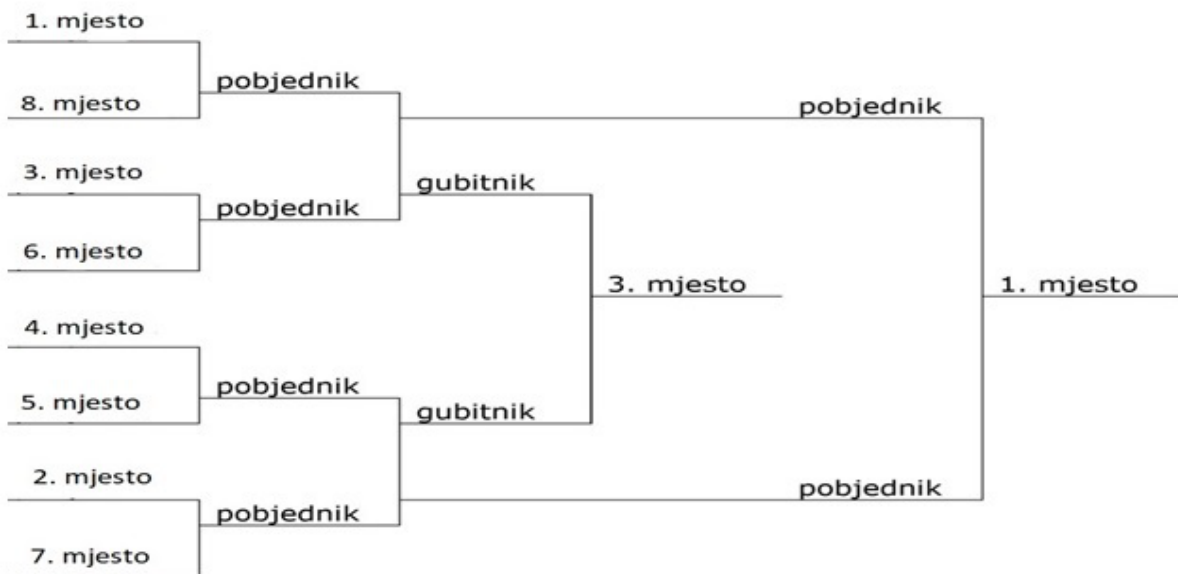 1. mjesto
pobjednik
8. mjesto
pobjednik
3. mjesto
gubitnik
pobjednik
6. mjesto
3. mjesto
1. mjesto
4. mjesto
pobjednik
5. mjesto
gubitnik
2. mjesto
pobjednik
pobjednik
7. mjesto